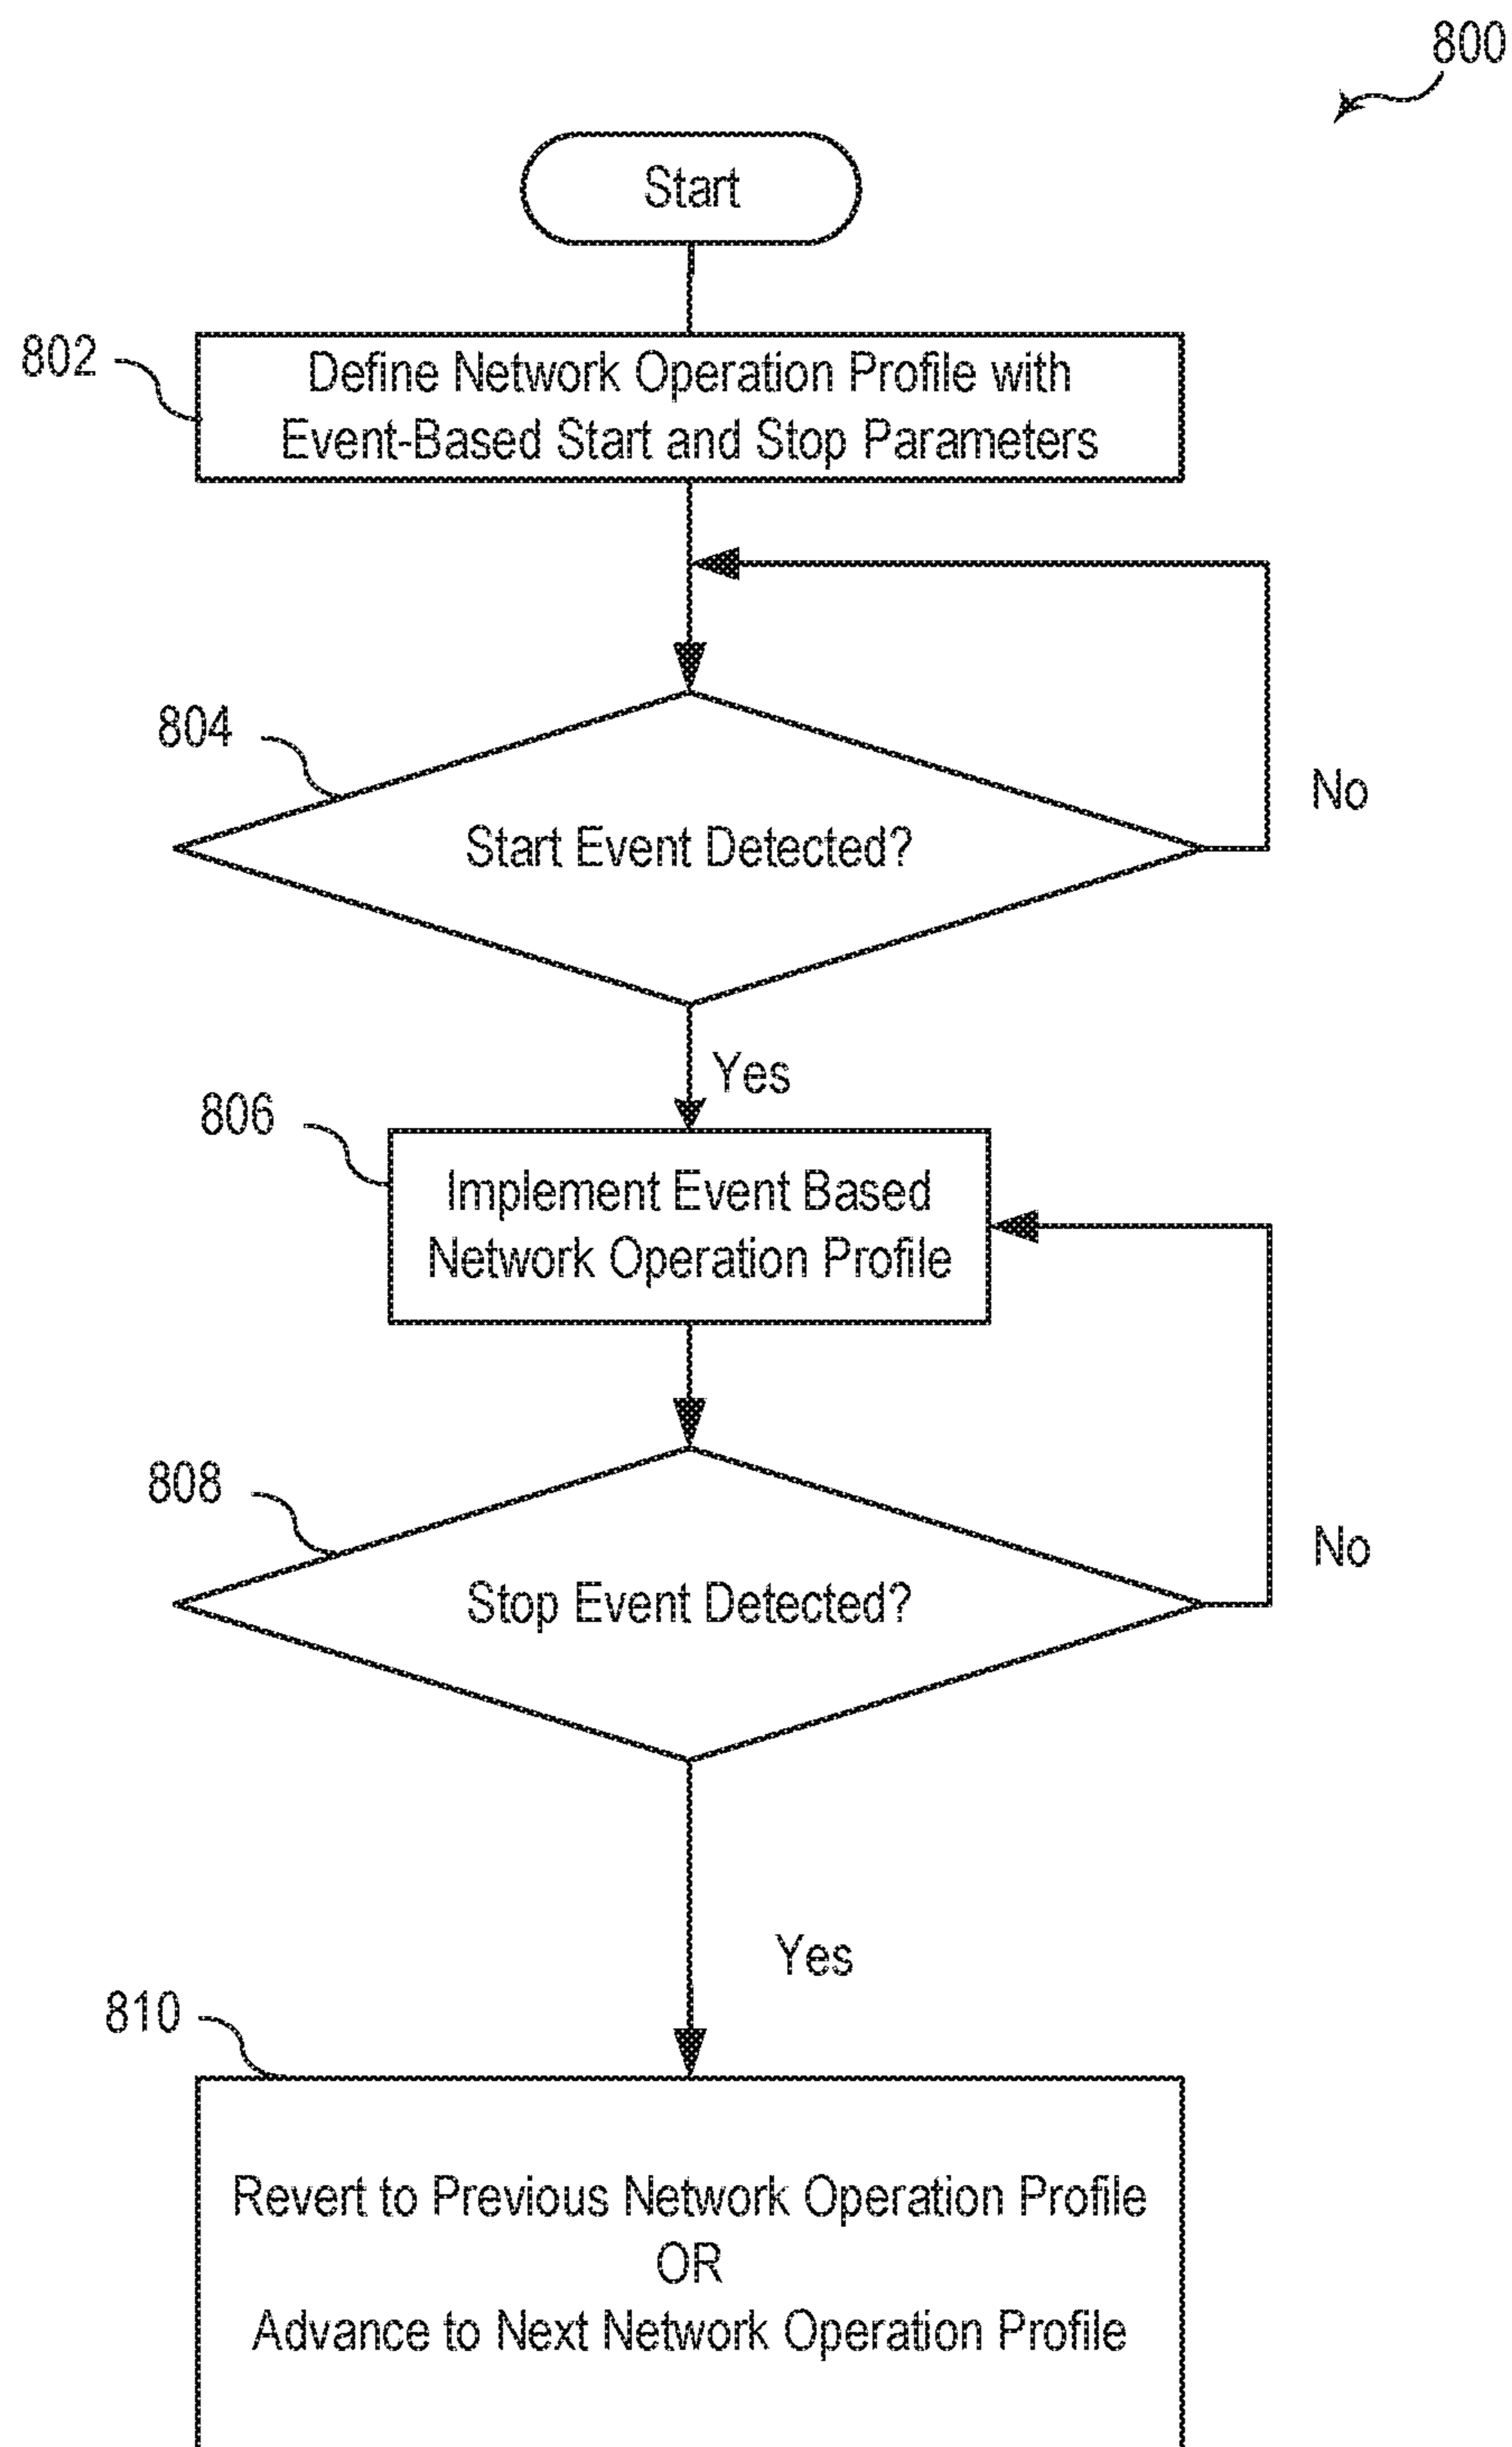 800
Start
802
Define Network Operation Profile with
Event-Based Start and Stop Parameters
804
No
Start Event Detected?
Yes
806
Implement Event Based
Network Operation Profile
808
No
Stop Event Detected?
Yes
810
Revert to Previous Network Operation Profile
OR
Advance to Next Network Operation Profile